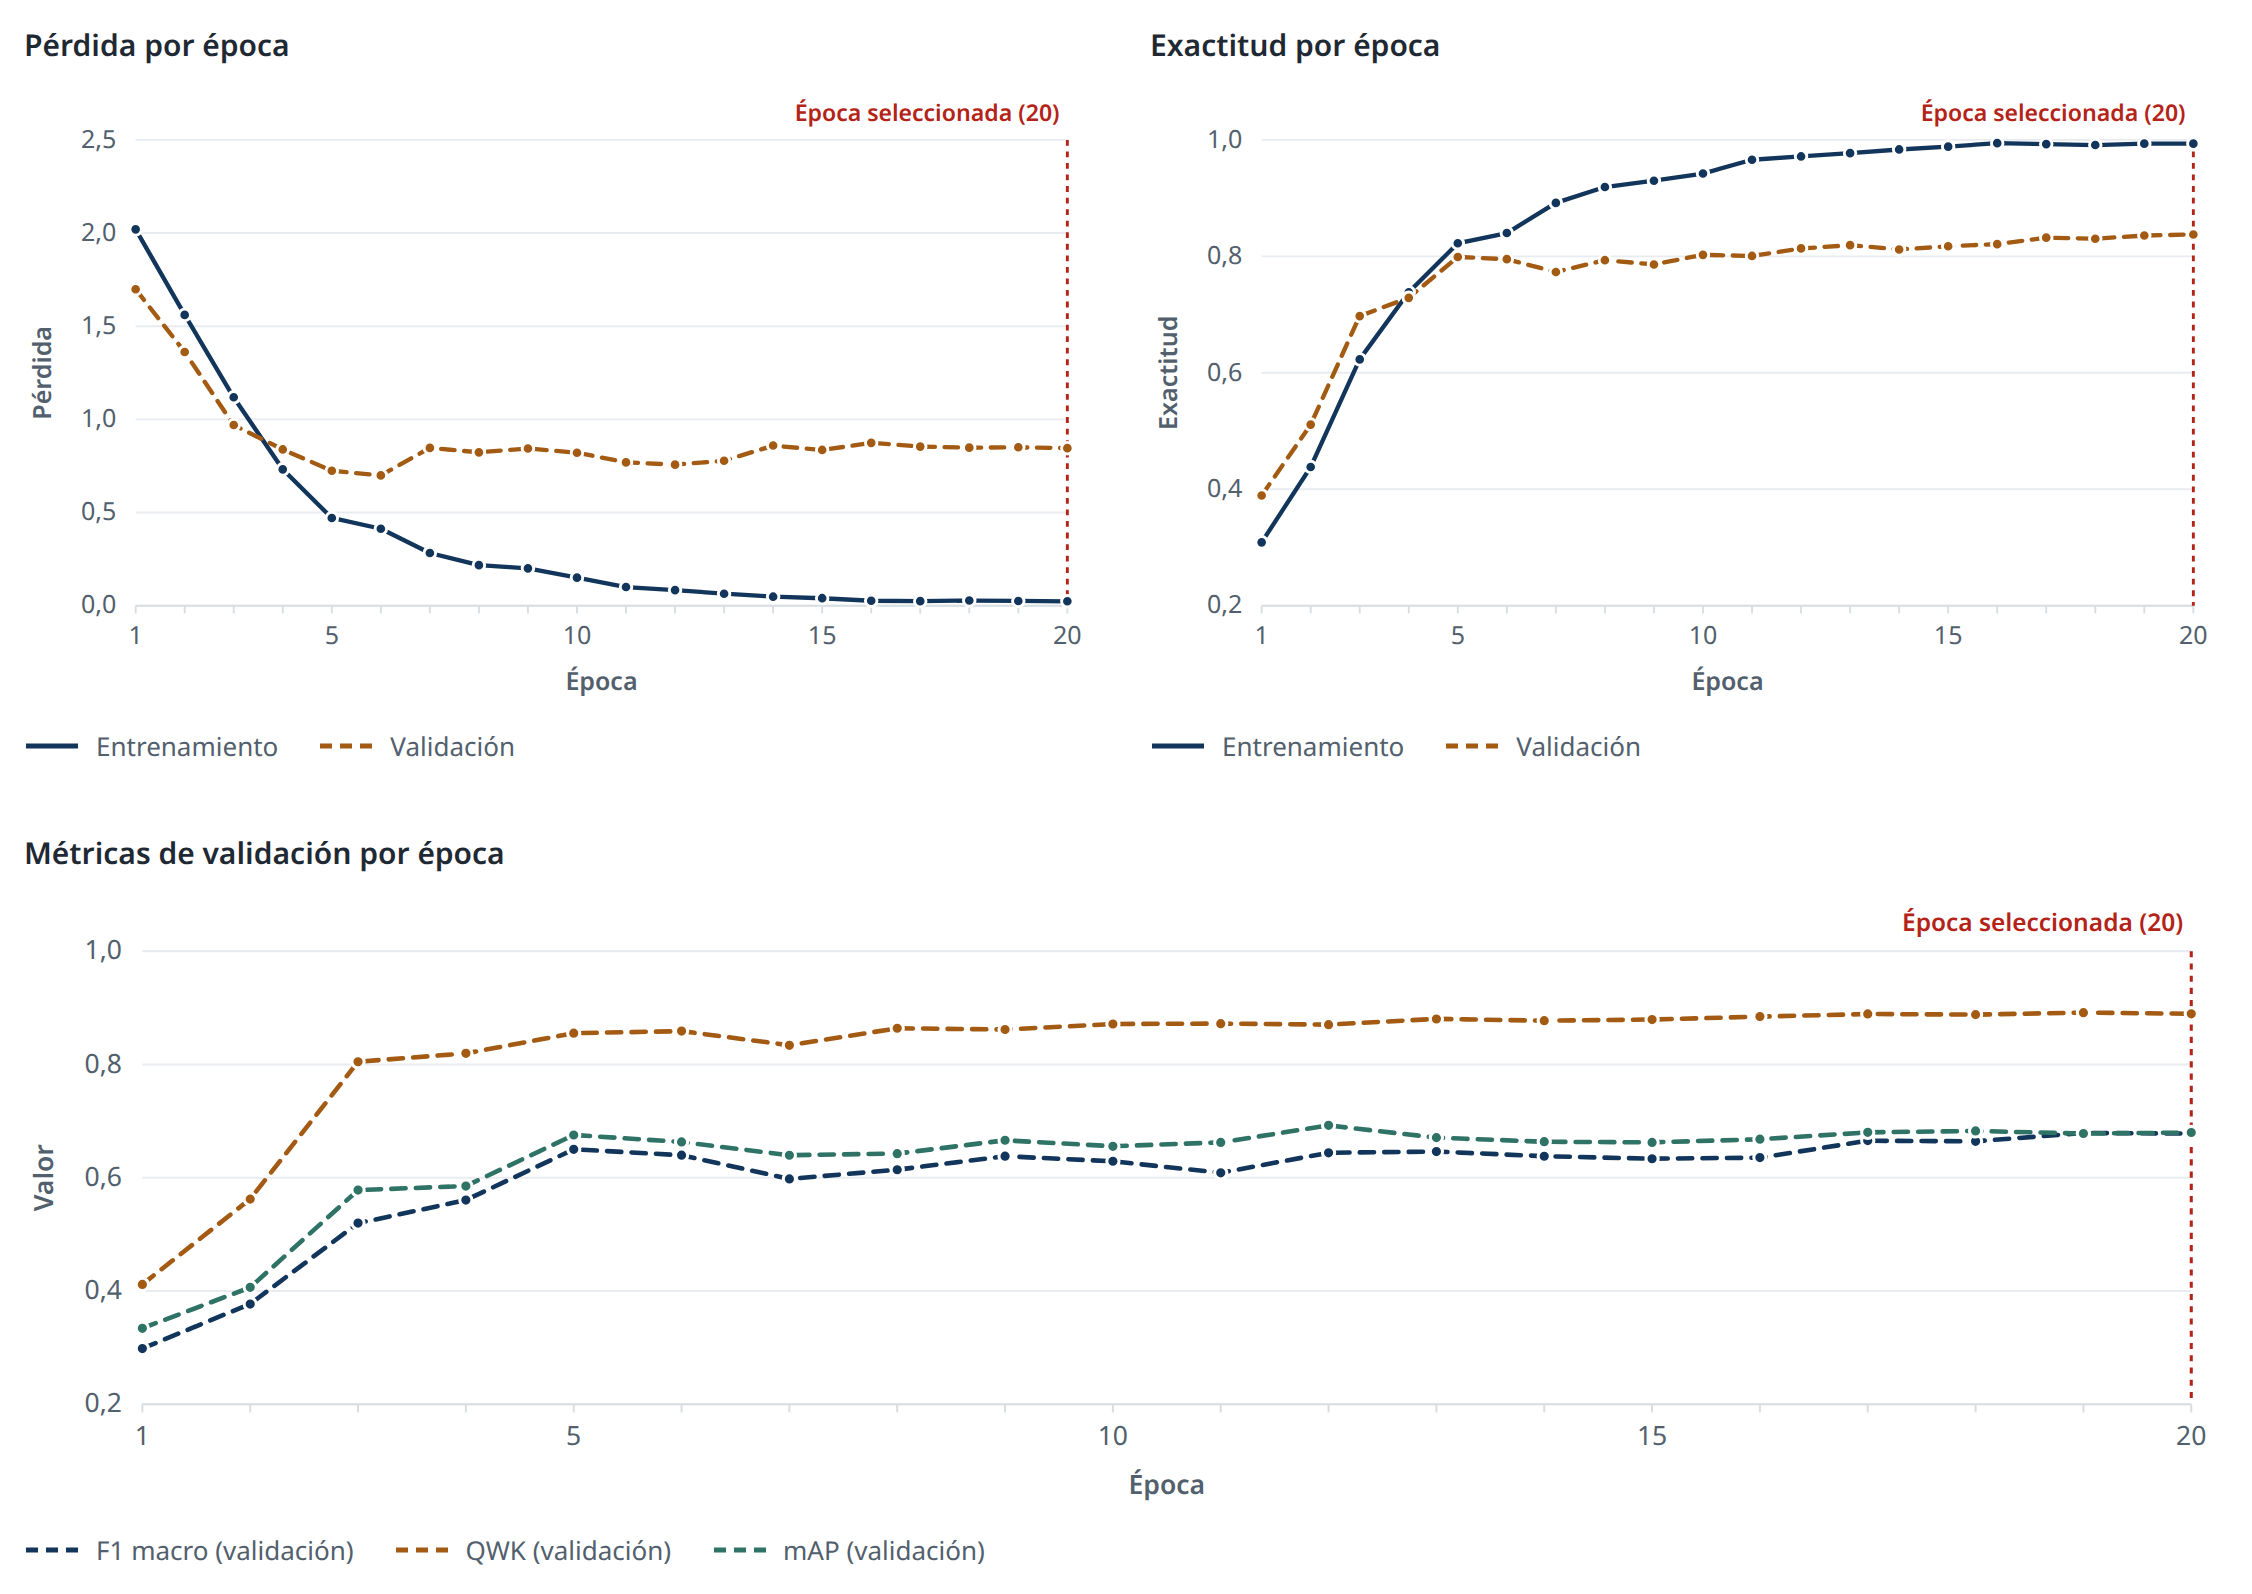 Pérdida por época
Época seleccionada (20)
2,5
2,0
1,5
1,0
0,5
0,0
Pérdida
1 5 10 15 20
Época
Entrenamiento Validación
Exactitud por época
Época seleccionada (20)
1,0
0,8
0,6
0,4
0,2
Exactitud
1 5 10 15 20
Época
Entrenamiento Validación
Métricas de validación por época
Época seleccionada (20)
1,0
0,8
0,6
0,4
0,2
Valor
1 5 10 15 20
Época
F1 macro (validación) QWK (validación) mAP (validación)